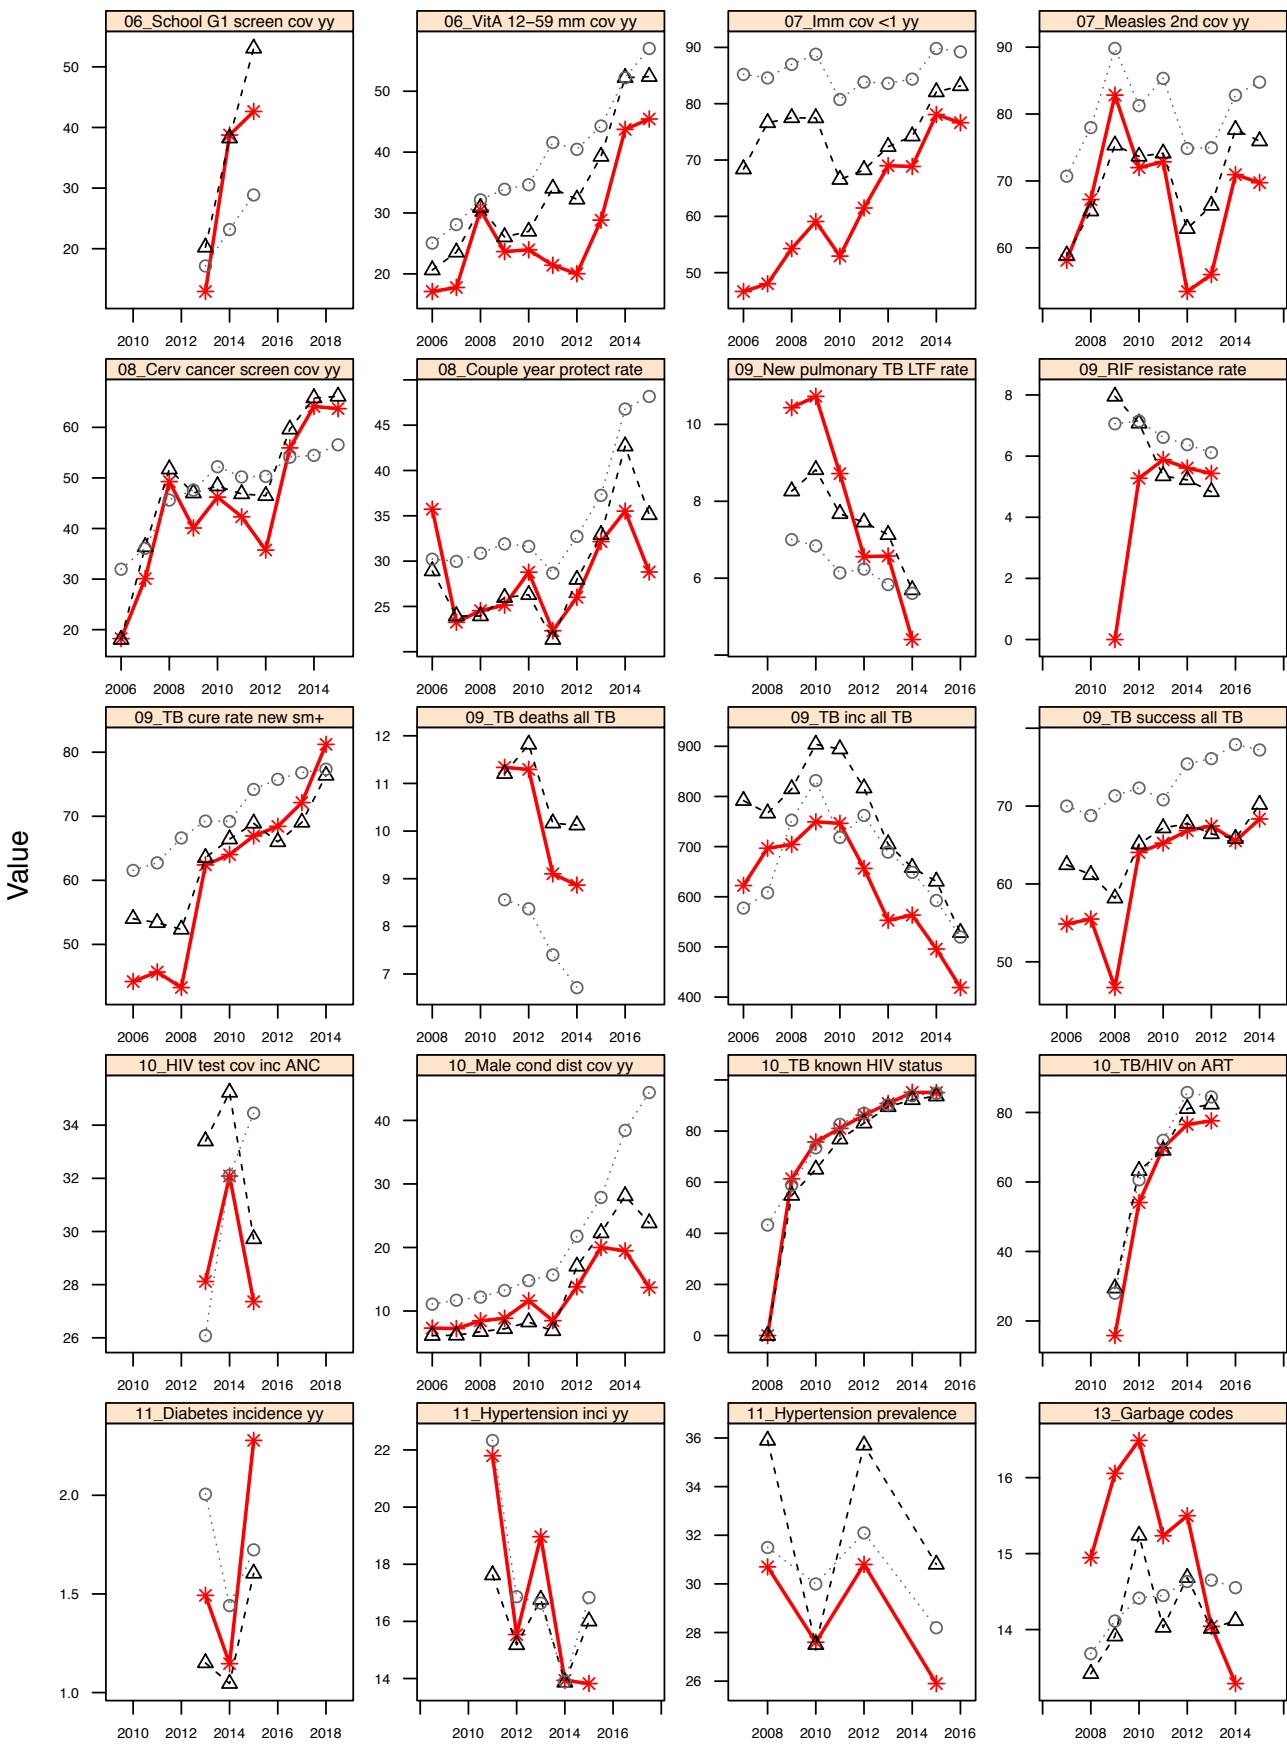 06_School G1 screen cov yy
06_VitA 12−59 mm cov yy
07_Imm cov <1 yy
07_Measles 2nd cov yy
50
40
30
20
50
40
30
20
90
80
70
60
50
90
80
70
60
2010 2012 2014 2016 2018
2006 2008 2010 2012 2014
2006 2008 2010 2012 2014
2008 2010 2012 2014
08_Cerv cancer screen cov yy
08_Couple year protect rate
09_New pulmonary TB LTF rate
09_RIF resistance rate
60
50
40
30
20
45
40
35
30
25
10
8
6
8
6
4
2
0
2006 2008 2010 2012 2014
2006 2008 2010 2012 2014
2008 2010 2012 2014 2016
2010 2012 2014 2016
09_TB cure rate new sm+
09_TB deaths all TB
09_TB inc all TB
09_TB success all TB
Value
80
70
60
50
12
11
10
9
8
7
900
800
700
600
500
400
70
60
50
2006 2008 2010 2012 2014
2008 2010 2012 2014 2016
2006 2008 2010 2012 2014
2006 2008 2010 2012 2014
10_HIV test cov inc ANC
10_Male cond dist cov yy
10_TB known HIV status
10_TB/HIV on ART
34
32
30
28
26
40
30
20
10
80
60
40
20
0
80
60
40
20
2010 2012 2014 2016 2018
2006 2008 2010 2012 2014
2008 2010 2012 2014 2016
2010 2012 2014 2016
11_Diabetes incidence yy
11_Hypertension inci yy
11_Hypertension prevalence
13_Garbage codes
2.0
1.5
1.0
22
20
18
16
14
36
34
32
30
28
26
16
15
14
2010 2012 2014 2016 2018
2010 2012 2014 2016
2008 2010 2012 2014 2016
2008 2010 2012 2014